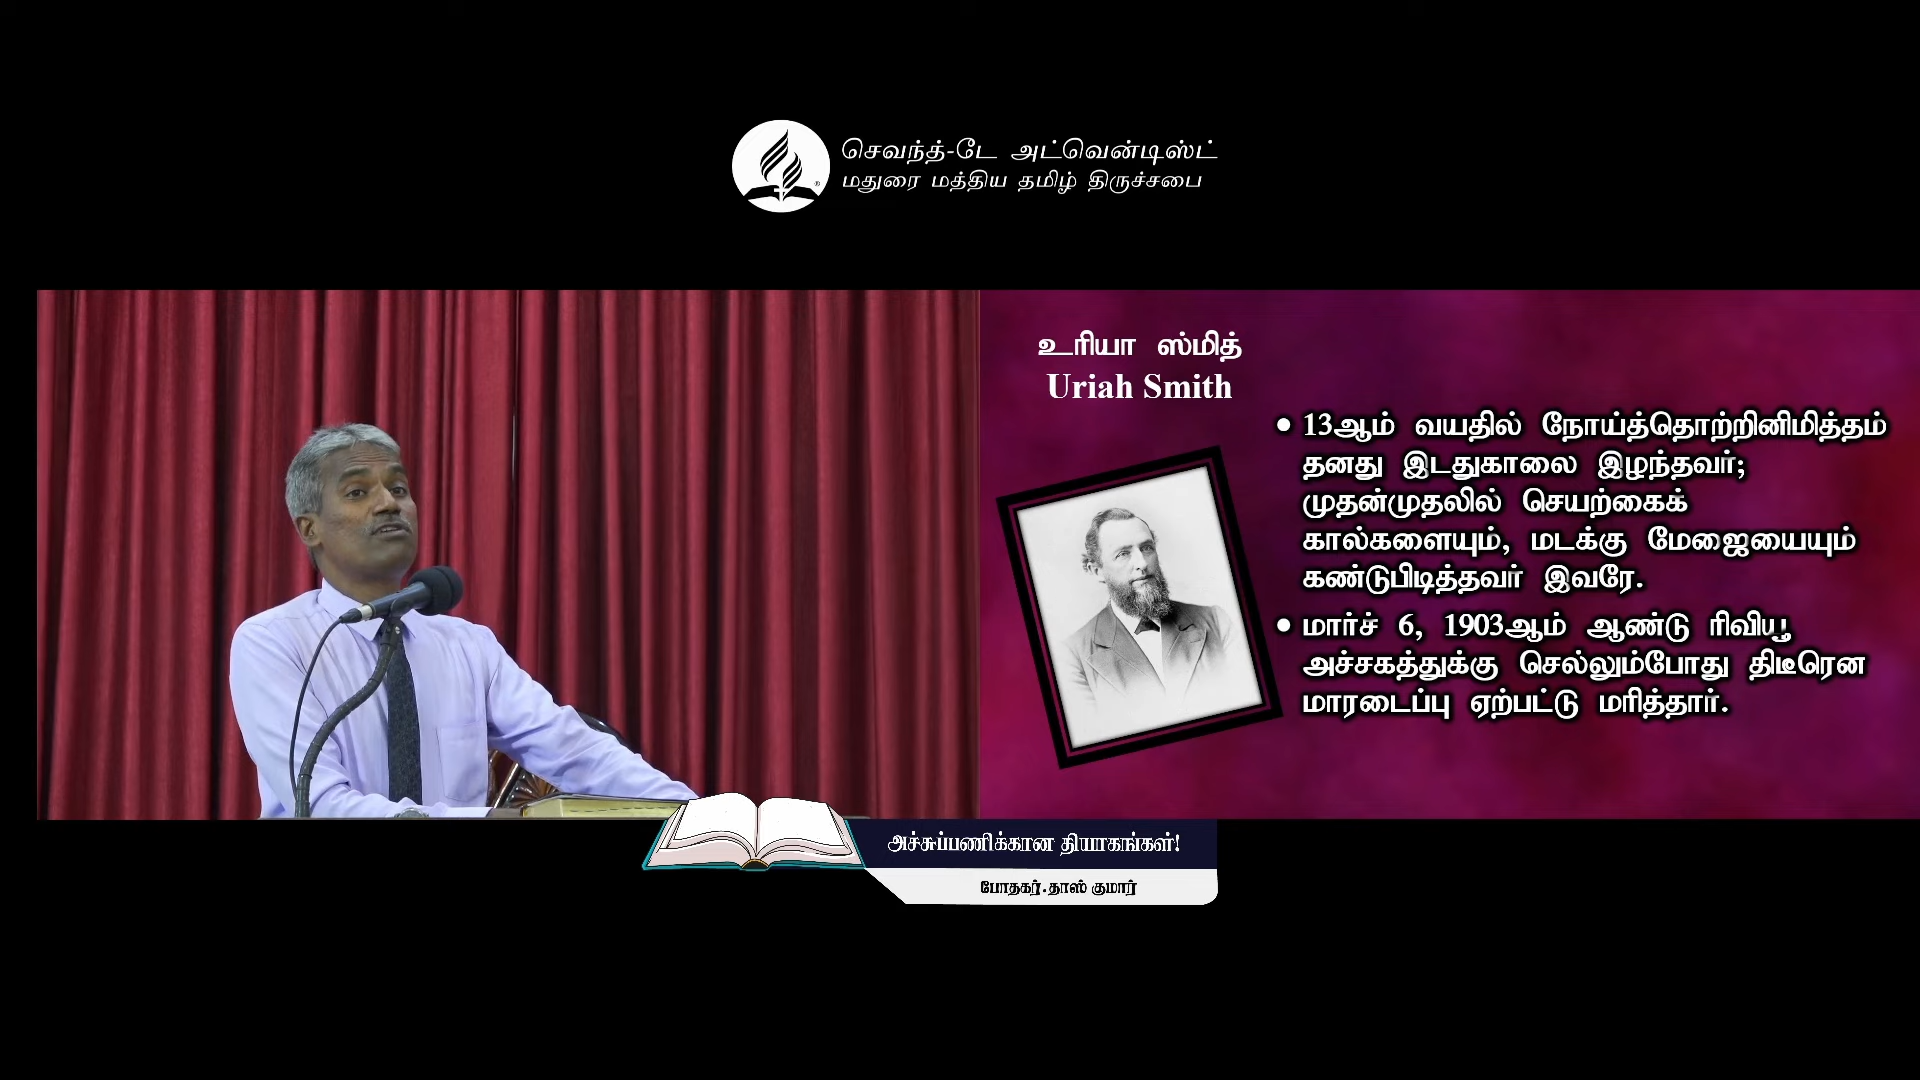 செவந்த்-டே அட்வென்டிஸ்ட்
மதுரை மத்திய தமிழ் திருச்சபை
உரியா ஸ்மித்
Uriah Smith
• 13ஆம் வயதில் நோய்த்தொற்றினிமித்தம்
தனது இடதுகாலை இழந்தவர்;
முதன்முதலில் செயற்கைக்
கால்களையும், மடக்கு மேஜையையும்
கண்டுபிடித்தவர் இவரே.
• மார்ச் 6, 1903ஆம் ஆண்டு ரிவியூ
அச்சகத்துக்கு செல்லும்போது திடீரென
மாரடைப்பு ஏற்பட்டு மரித்தார்.
அச்சுப்பணிக்கான தியாகங்கள்!
போதகர்.தாஸ் குமார்